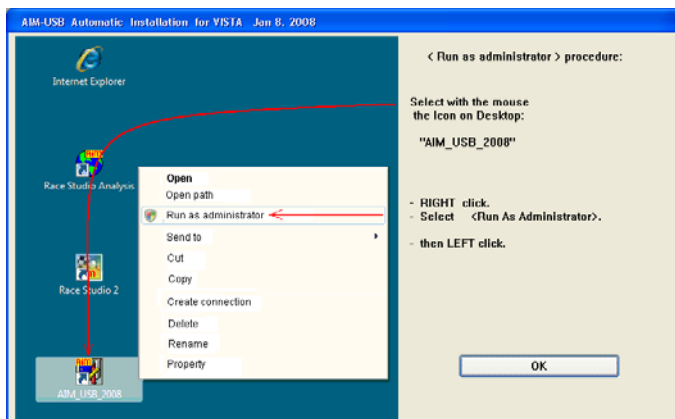 AIM-USB Automatic Installation for VISTA Jan 8, 2008
Internet Explorer
Race Studio Analysis
Race Studio 2
AIM_USB_2008
Open
Open path
Run as administrator
Send to
Cut
Copy
Create connection
Delete
Rename
Property
< Run as administrator > procedure:
Select with the mouse
the Icon on Desktop:
"AIM_USB_2008"
- RIGHT click.
- Select <Run As Administrator>.
- then LEFT click.
OK